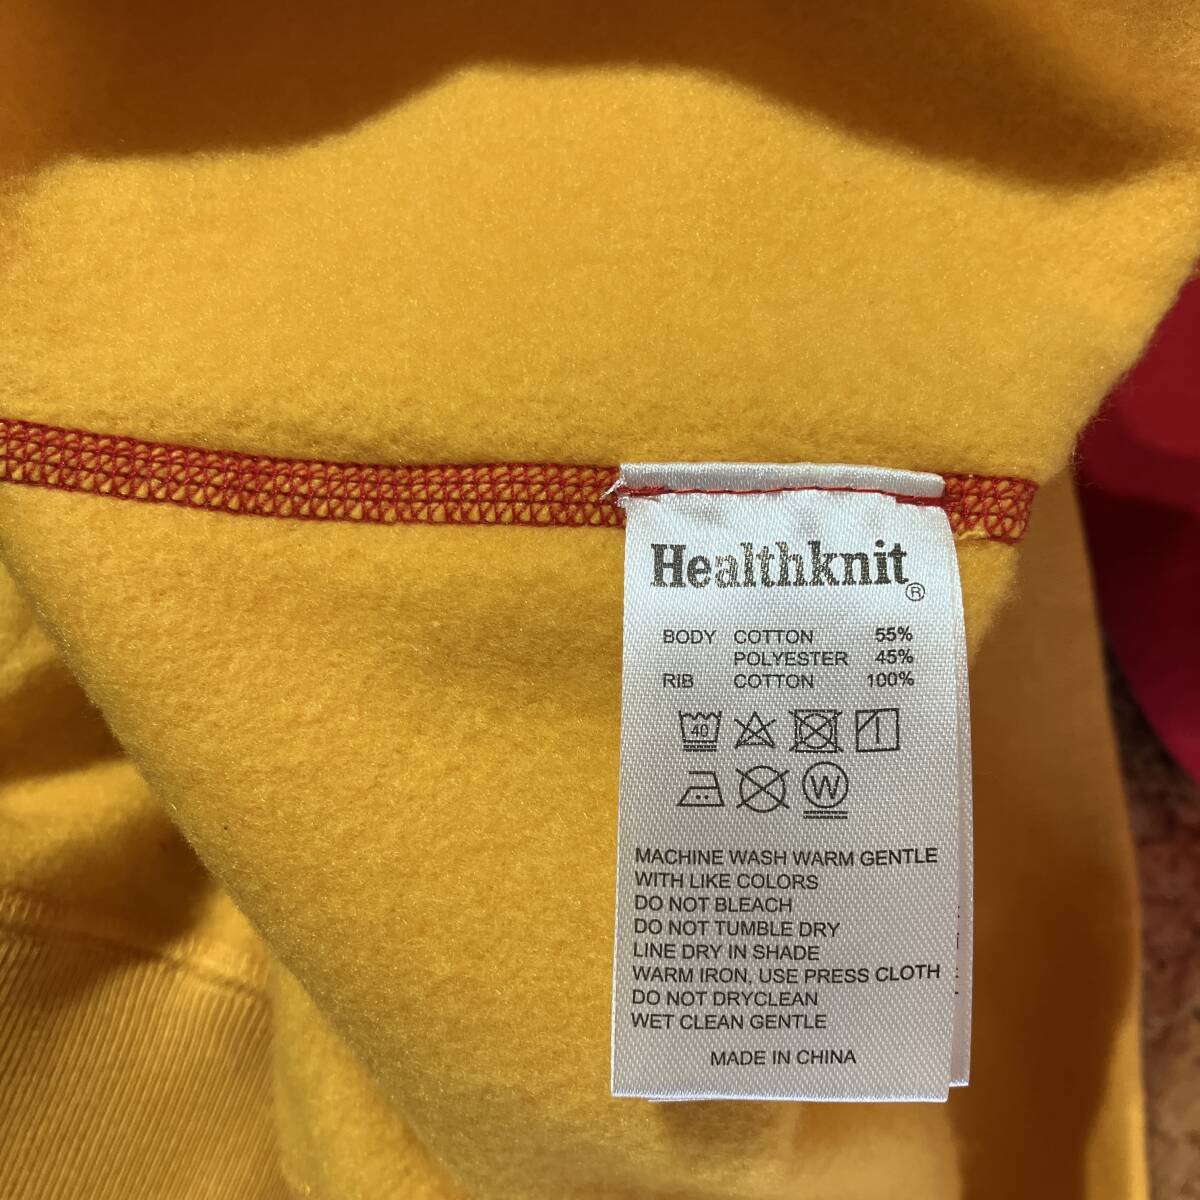 Healthknit®
BODY COTTON 55%
POLYESTER 45%
RIB COTTON 100%
40
W
MACHINE WASH WARM GENTLE
WITH LIKE COLORS
DO NOT BLEACH
DO NOT TUMBLE DRY
LINE DRY IN SHADE
WARM IRON, USE PRESS CLOTH
DO NOT DRYCLEAN
WET CLEAN GENTLE
MADE IN CHINA